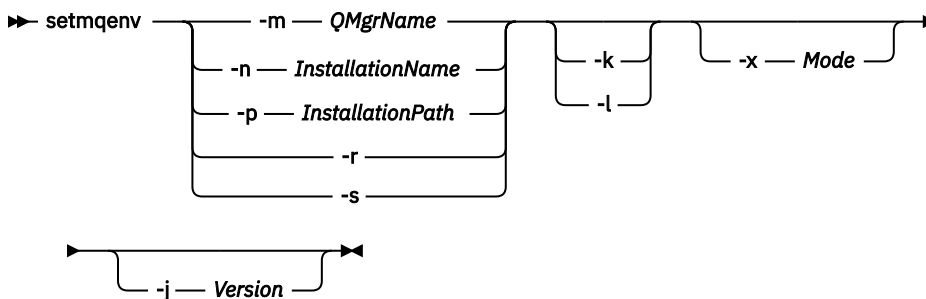 setmqenv -m QMgrName -k -x Mode
-n InstallationName
-l
-p InstallationPath
-r
-s
-j Version